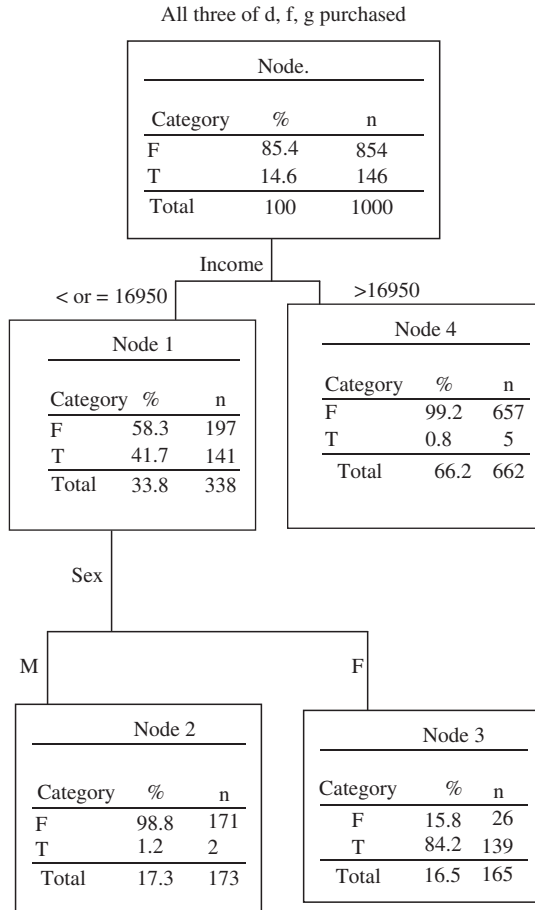 All three of d, f, g purchased
Node.
Category % n
F 85.4 854
T 14.6 146
Total 100 1000
Income
< or = 16950
>16950
Node 1
Category % n
F 58.3 197
T 41.7 141
Total 33.8 338
Node 4
Category % n
F 99.2 657
T 0.8 5
Total 66.2 662
Sex
M
F
Node 2
Category % n
F 98.8 171
T 1.2 2
Total 17.3 173
Node 3
Category % n
F 15.8 26
T 84.2 139
Total 16.5 165